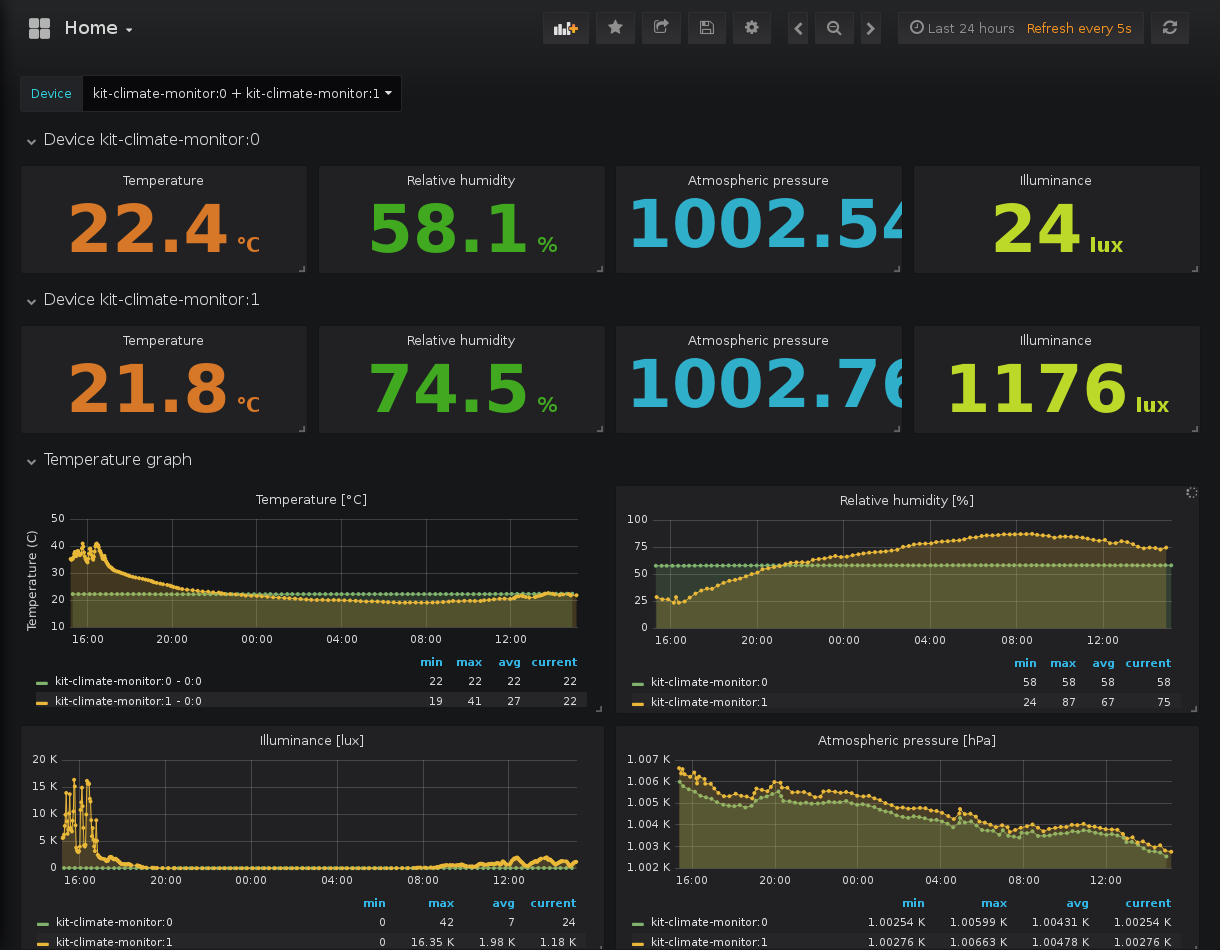 Home
Last 24 hours Refresh every 5s
Device kit-climate-monitor:0 + kit-climate-monitor:1
Device kit-climate-monitor:0
Temperature Relative humidity Atmospheric pressure Illuminance
22.4 °C 58.1 % 1002.54 24 lux
Device kit-climate-monitor:1
Temperature Relative humidity Atmospheric pressure Illuminance
21.8 °C 74.5 % 1002.76 1176 lux
Temperature graph
Temperature [°C]
Temperature (C)
50
40
30
20
10
16:00 20:00 00:00 04:00 08:00 12:00
min max avg current
kit-climate-monitor:0 - 0:0 22 22 22 22
kit-climate-monitor:1 - 0:0 19 41 27 22
Relative humidity [%]
100
75
50
25
0
16:00 20:00 00:00 04:00 08:00 12:00
min max avg current
kit-climate-monitor:0 58 58 58 58
kit-climate-monitor:1 24 87 67 75
Illuminance [lux]
20 K
15 K
10 K
5 K
0
16:00 20:00 00:00 04:00 08:00 12:00
min max avg current
kit-climate-monitor:0 0 42 7 24
kit-climate-monitor:1 0 16.35 K 1.98 K 1.18 K
Atmospheric pressure [hPa]
1.007 K
1.006 K
1.005 K
1.004 K
1.003 K
1.002 K
16:00 20:00 00:00 04:00 08:00 12:00
min max avg current
kit-climate-monitor:0 1.00254 K 1.00599 K 1.00431 K 1.00254 K
kit-climate-monitor:1 1.00276 K 1.00663 K 1.00478 K 1.00276 K